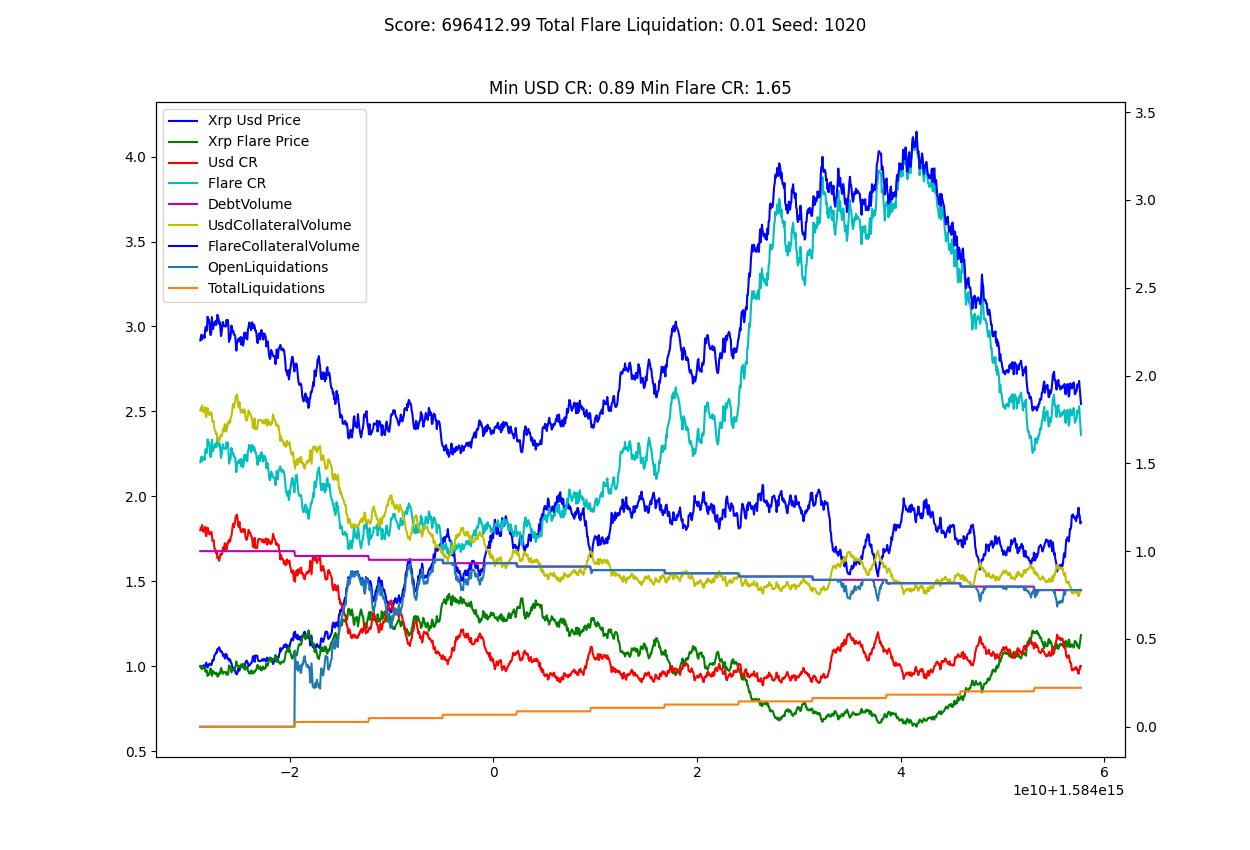 Score: 696412.99 Total Flare Liquidation: 0.01 Seed: 1020
Min USD CR: 0.89 Min Flare CR: 1.65
Xrp Usd Price
Xrp Flare Price
Usd CR
Flare CR
DebtVolume
UsdCollateralVolume
FlareCollateralVolume
OpenLiquidations
TotalLiquidations
4.0
3.5
3.0
2.5
2.0
1.5
1.0
0.5
3.5
3.0
2.5
2.0
1.5
1.0
0.5
0.0
−2 0 2 4 6
1e10+1.584e15